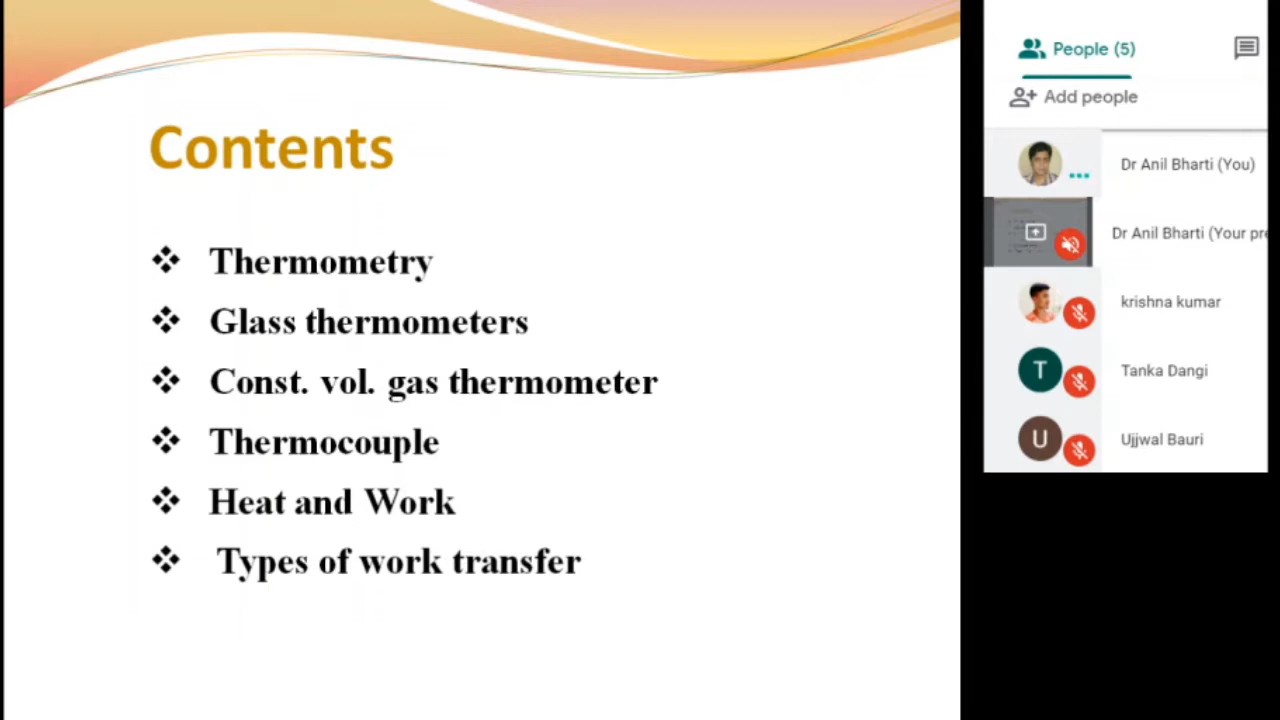 Contents
❖ Thermometry
❖ Glass thermometers
❖ Const. vol. gas thermometer
❖ Thermocouple
❖ Heat and Work
❖ Types of work transfer
People (5)
Add people
Dr Anil Bharti (You)
Dr Anil Bharti (Your pre
krishna kumar
T
Tanka Dangi
U
Ujjwal Bauri